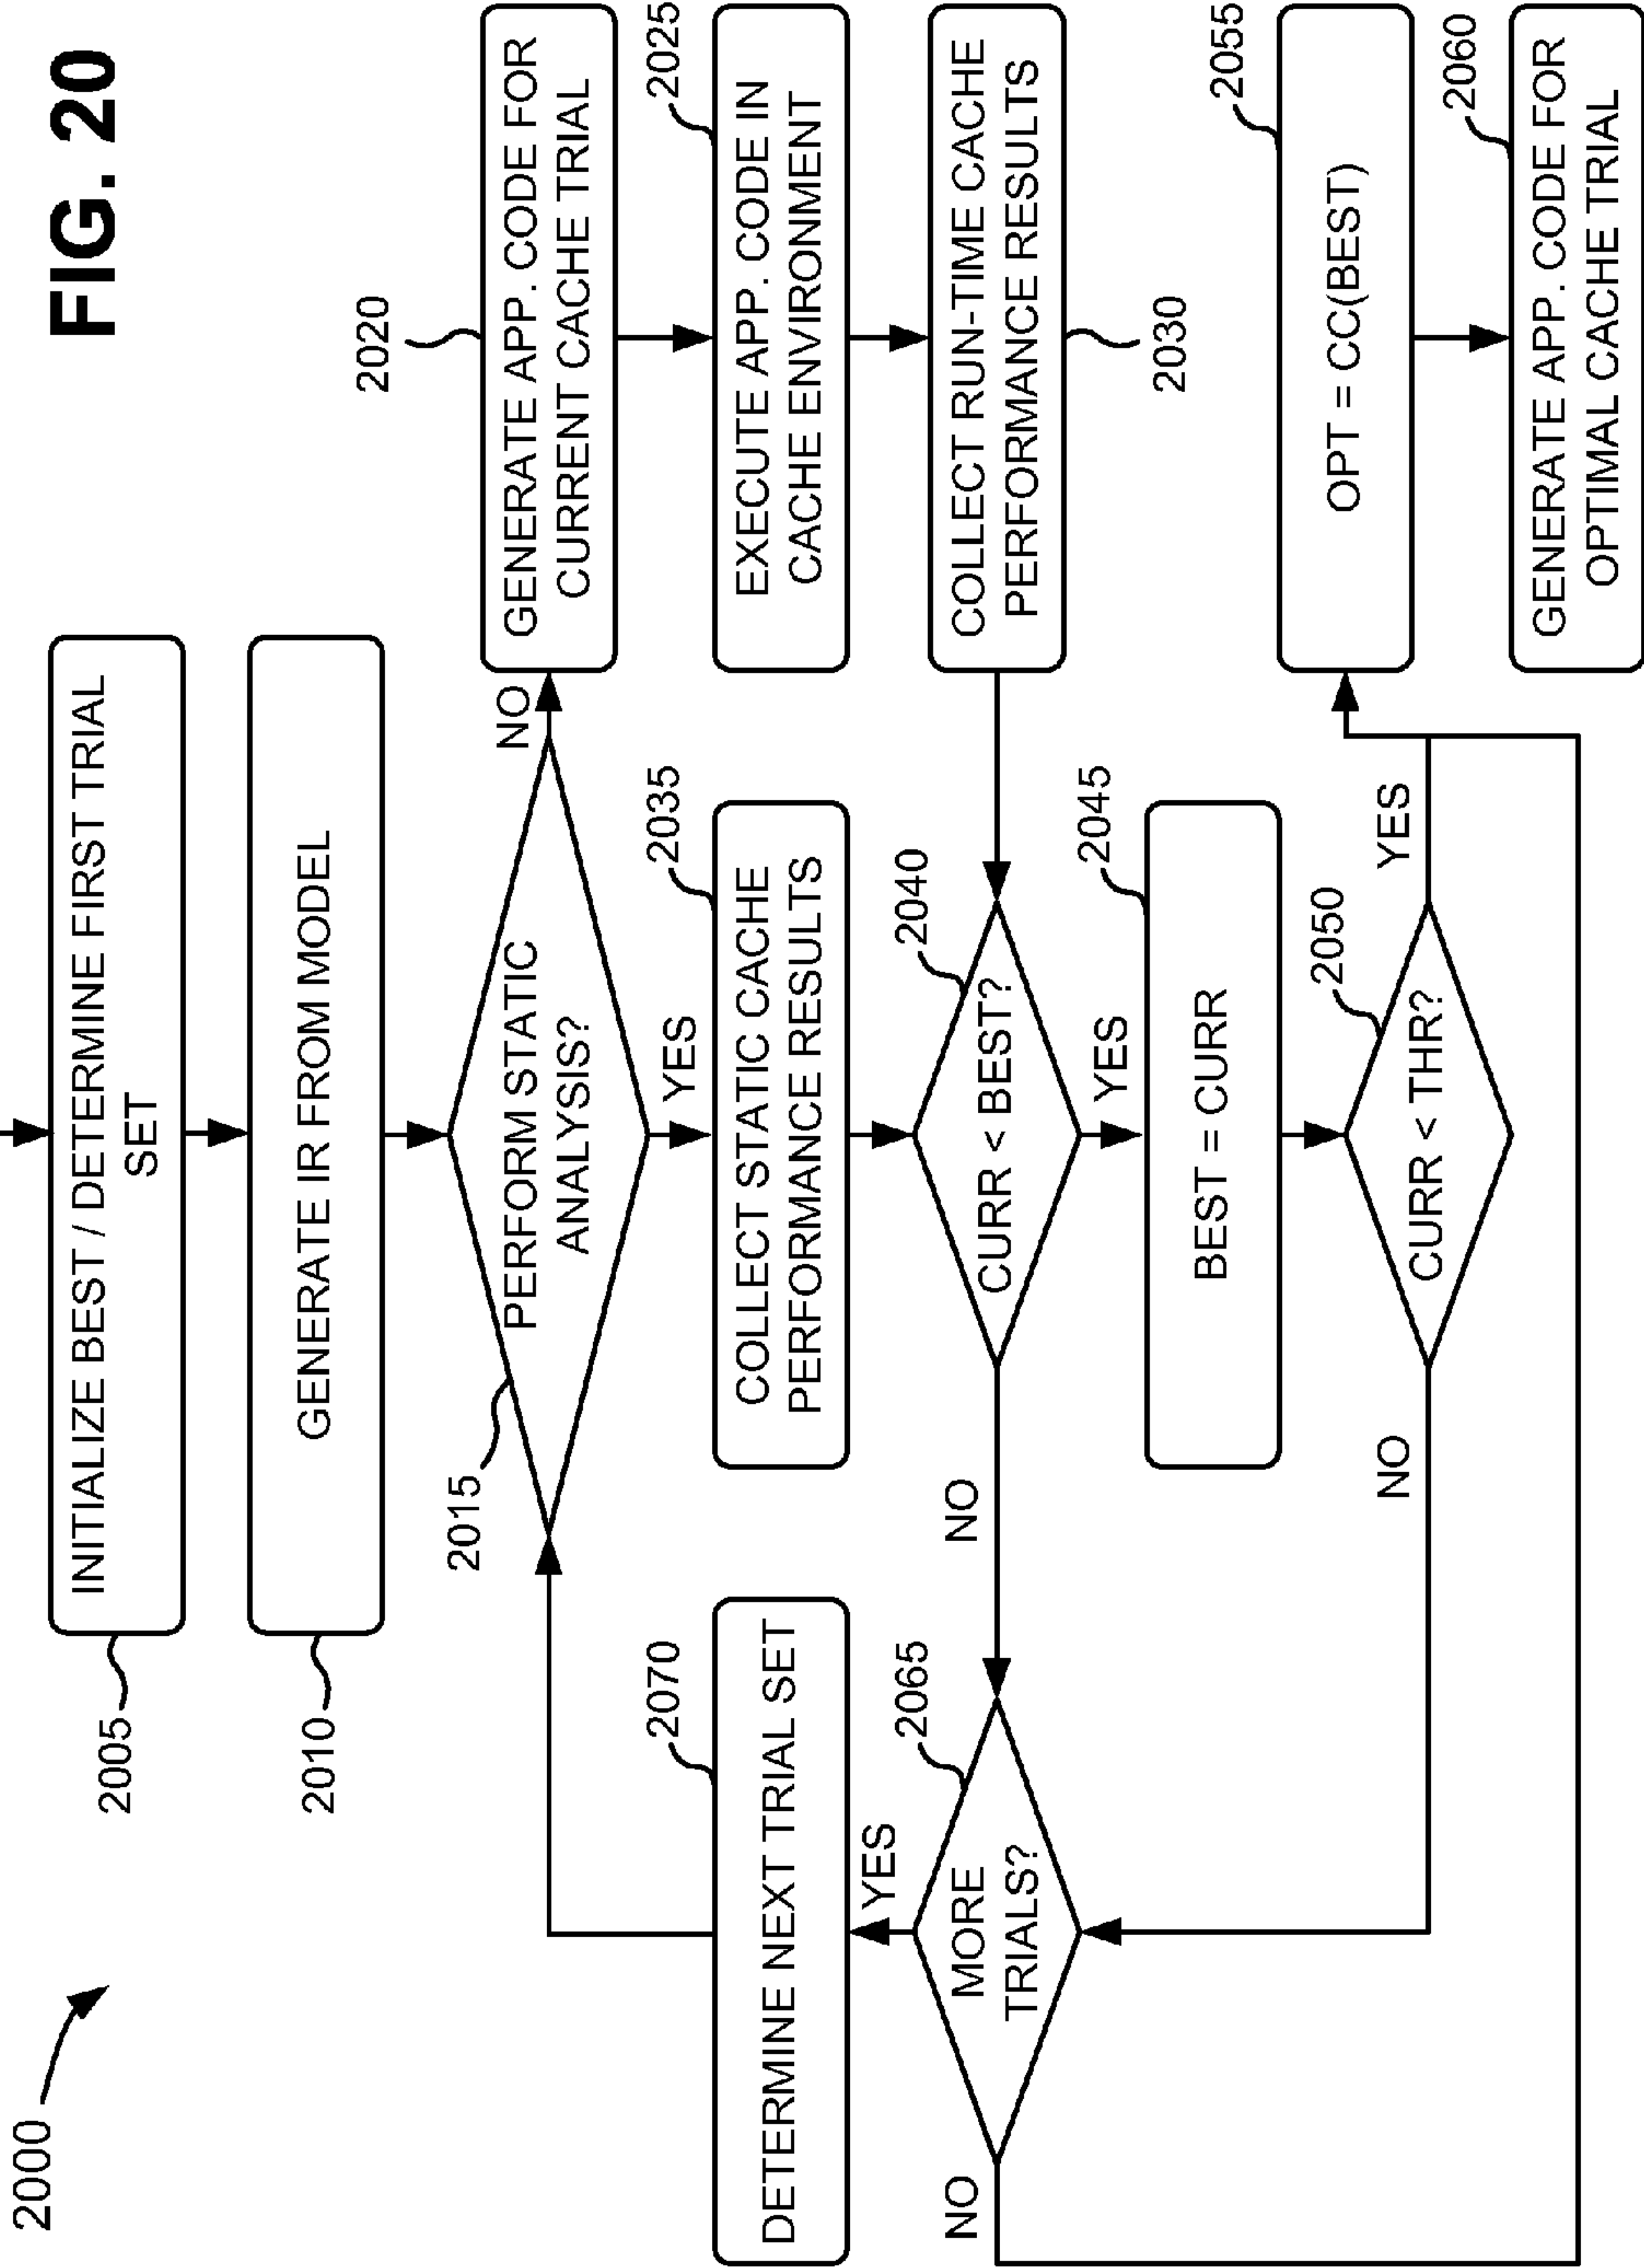 FIG. 20
2000
INITIALIZE BEST / DETERMINE FIRST TRIAL
SET
2005
GENERATE IR FROM MODEL
2010
PERFORM STATIC
ANALYSIS?
2015
NO
YES
2020
GENERATE APP. CODE FOR
CURRENT CACHE TRIAL
2025
EXECUTE APP. CODE IN
CACHE ENVIRONMENT
COLLECT RUN-TIME CACHE
PERFORMANCE RESULTS
2030
2035
COLLECT STATIC CACHE
PERFORMANCE RESULTS
2040
CURR < BEST?
NO
YES
2045
BEST = CURR
2050
CURR < THR?
NO
YES
2055
OPT = CC(BEST)
2060
GENERATE APP. CODE FOR
OPTIMAL CACHE TRIAL
2065
MORE
TRIALS?
YES
NO
2070
DETERMINE NEXT TRIAL SET